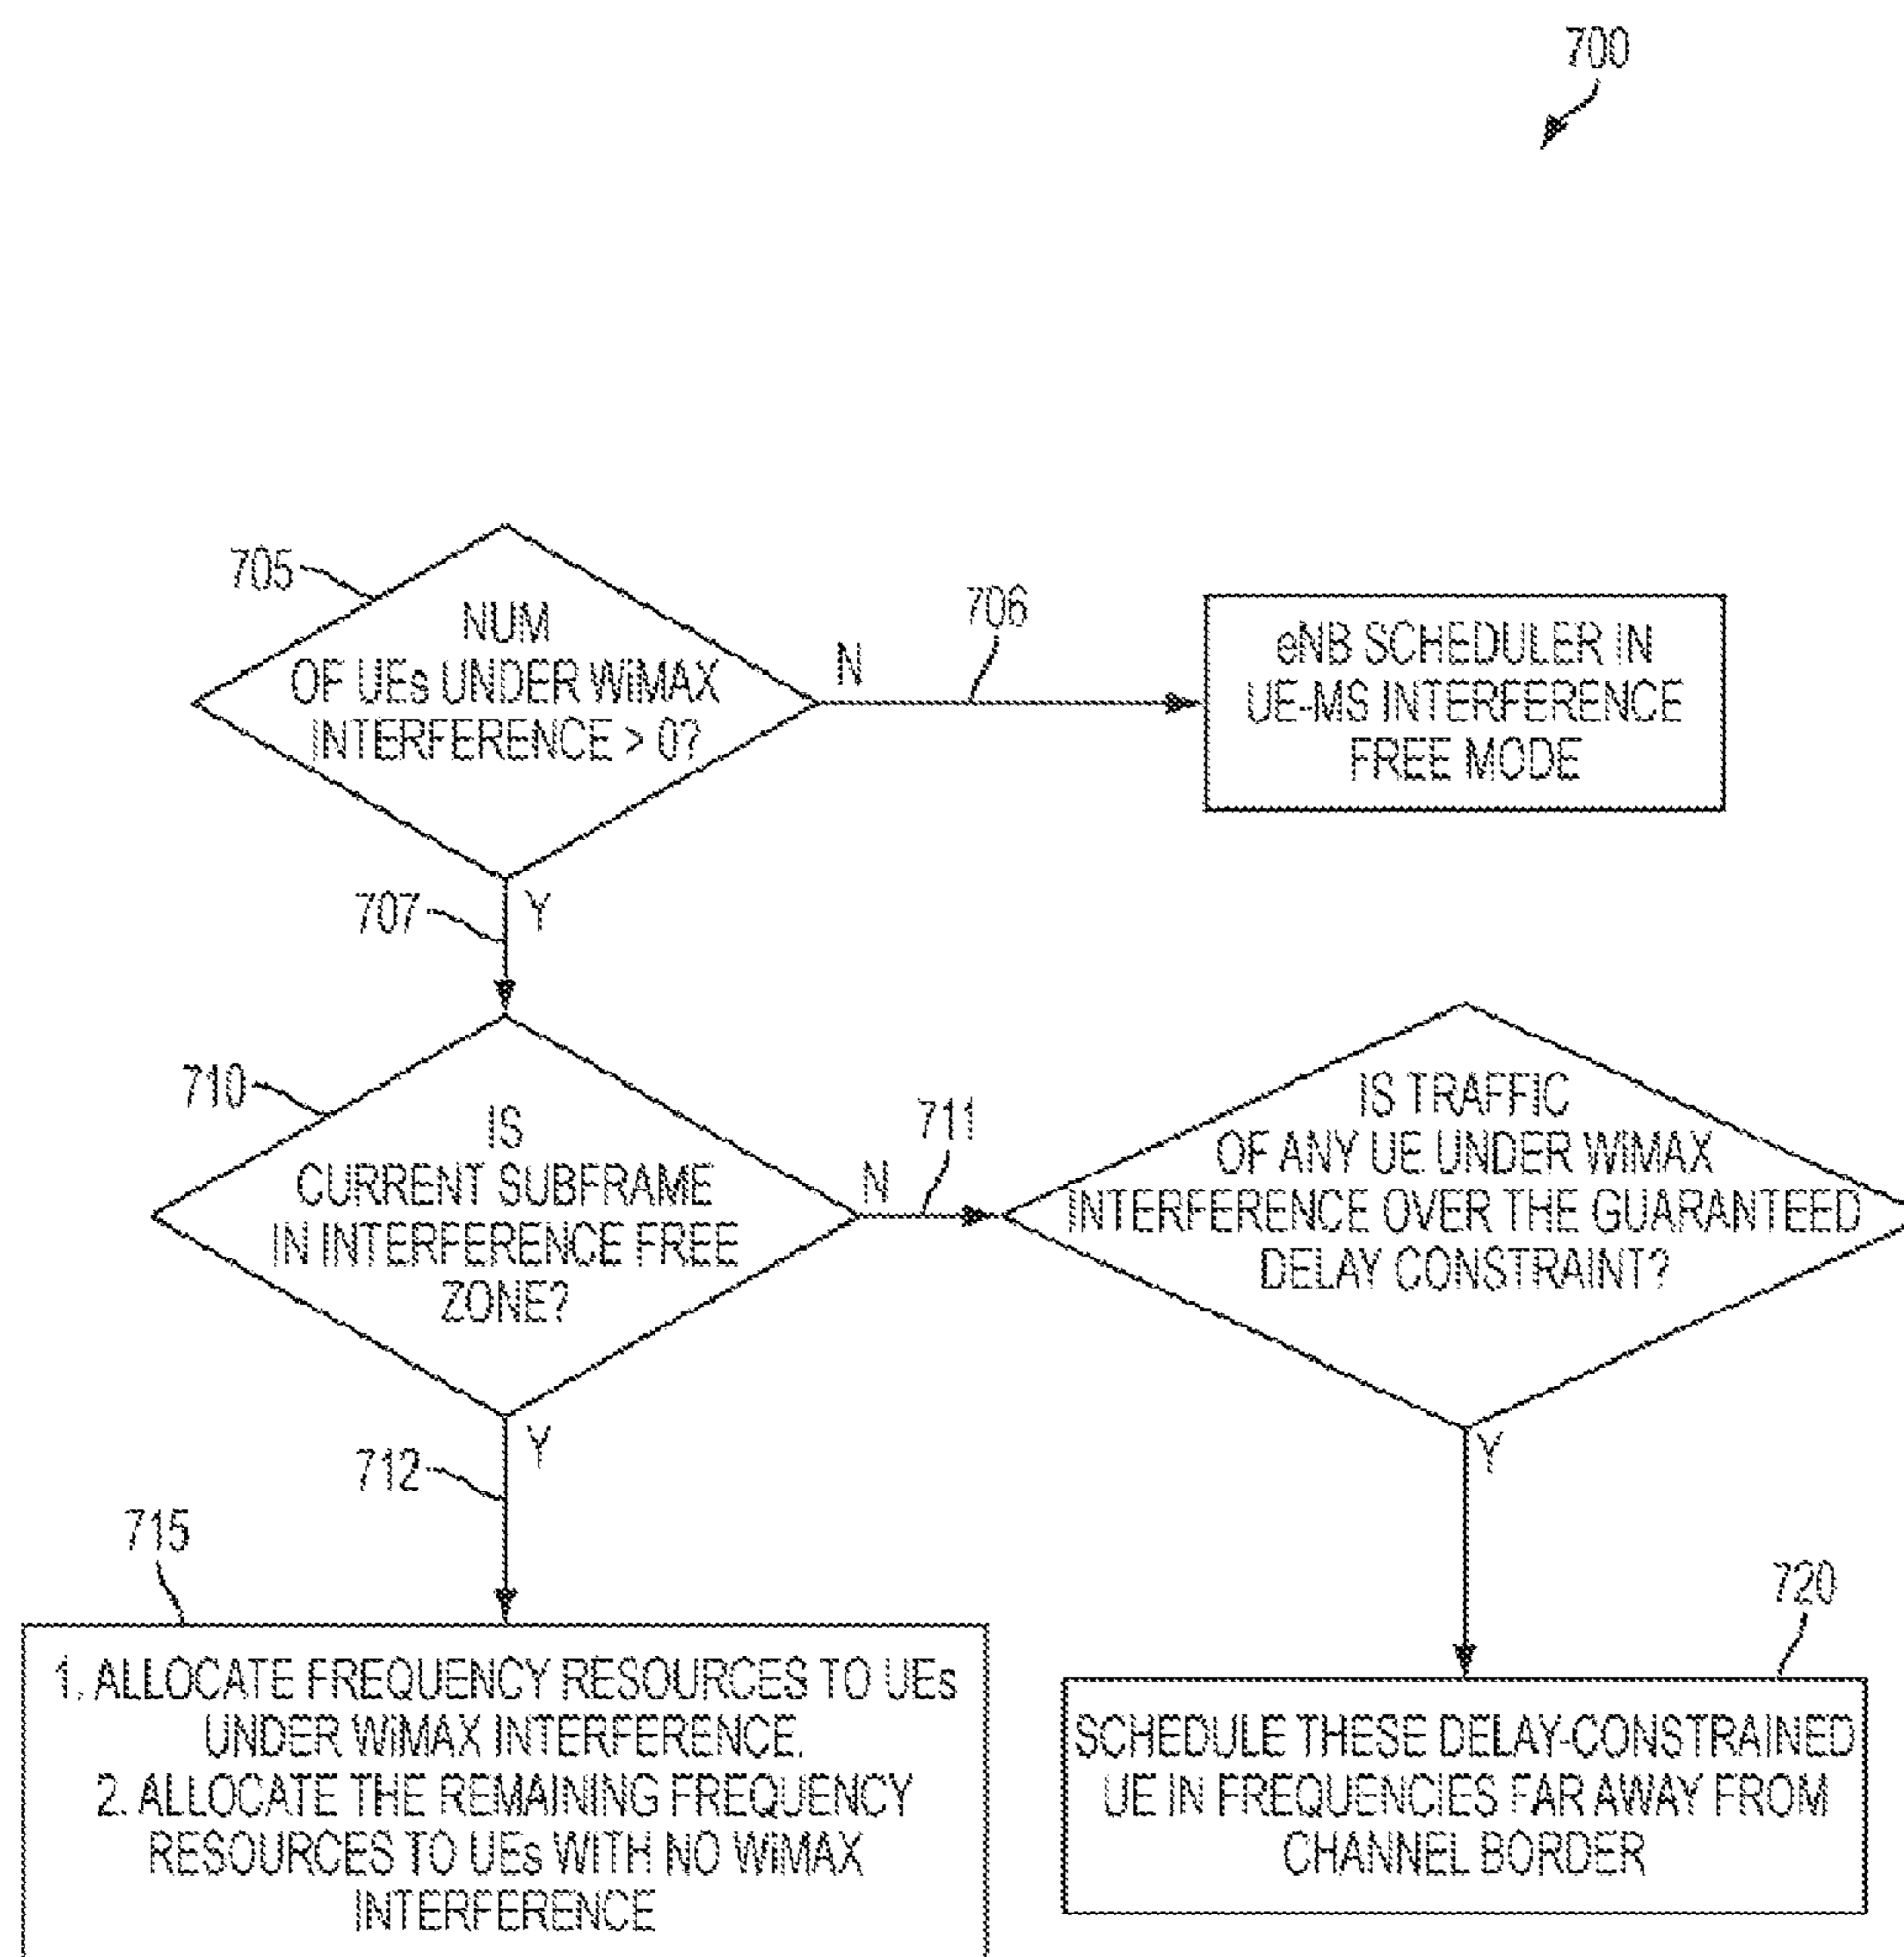 700
705
NUM
OF UEs UNDER WiMAX
INTERFERENCE > 0?
N
706
eNB SCHEDULER IN
UE-MS INTERFERENCE
FREE MODE
707
Y
710
IS
CURRENT SUBFRAME
IN INTERFERENCE FREE
ZONE?
N
711
IS TRAFFIC
OF ANY UE UNDER WiMAX
INTERFERENCE OVER THE GUARANTEED
DELAY CONSTRAINT?
712
Y
Y
715
1. ALLOCATE FREQUENCY RESOURCES TO UEs
UNDER WiMAX INTERFERENCE.
2. ALLOCATE THE REMAINING FREQUENCY
RESOURCES TO UEs WITH NO WiMAX
INTERFERENCE
720
SCHEDULE THESE DELAY-CONSTRAINED
UE IN FREQUENCIES FAR AWAY FROM
CHANNEL BORDER